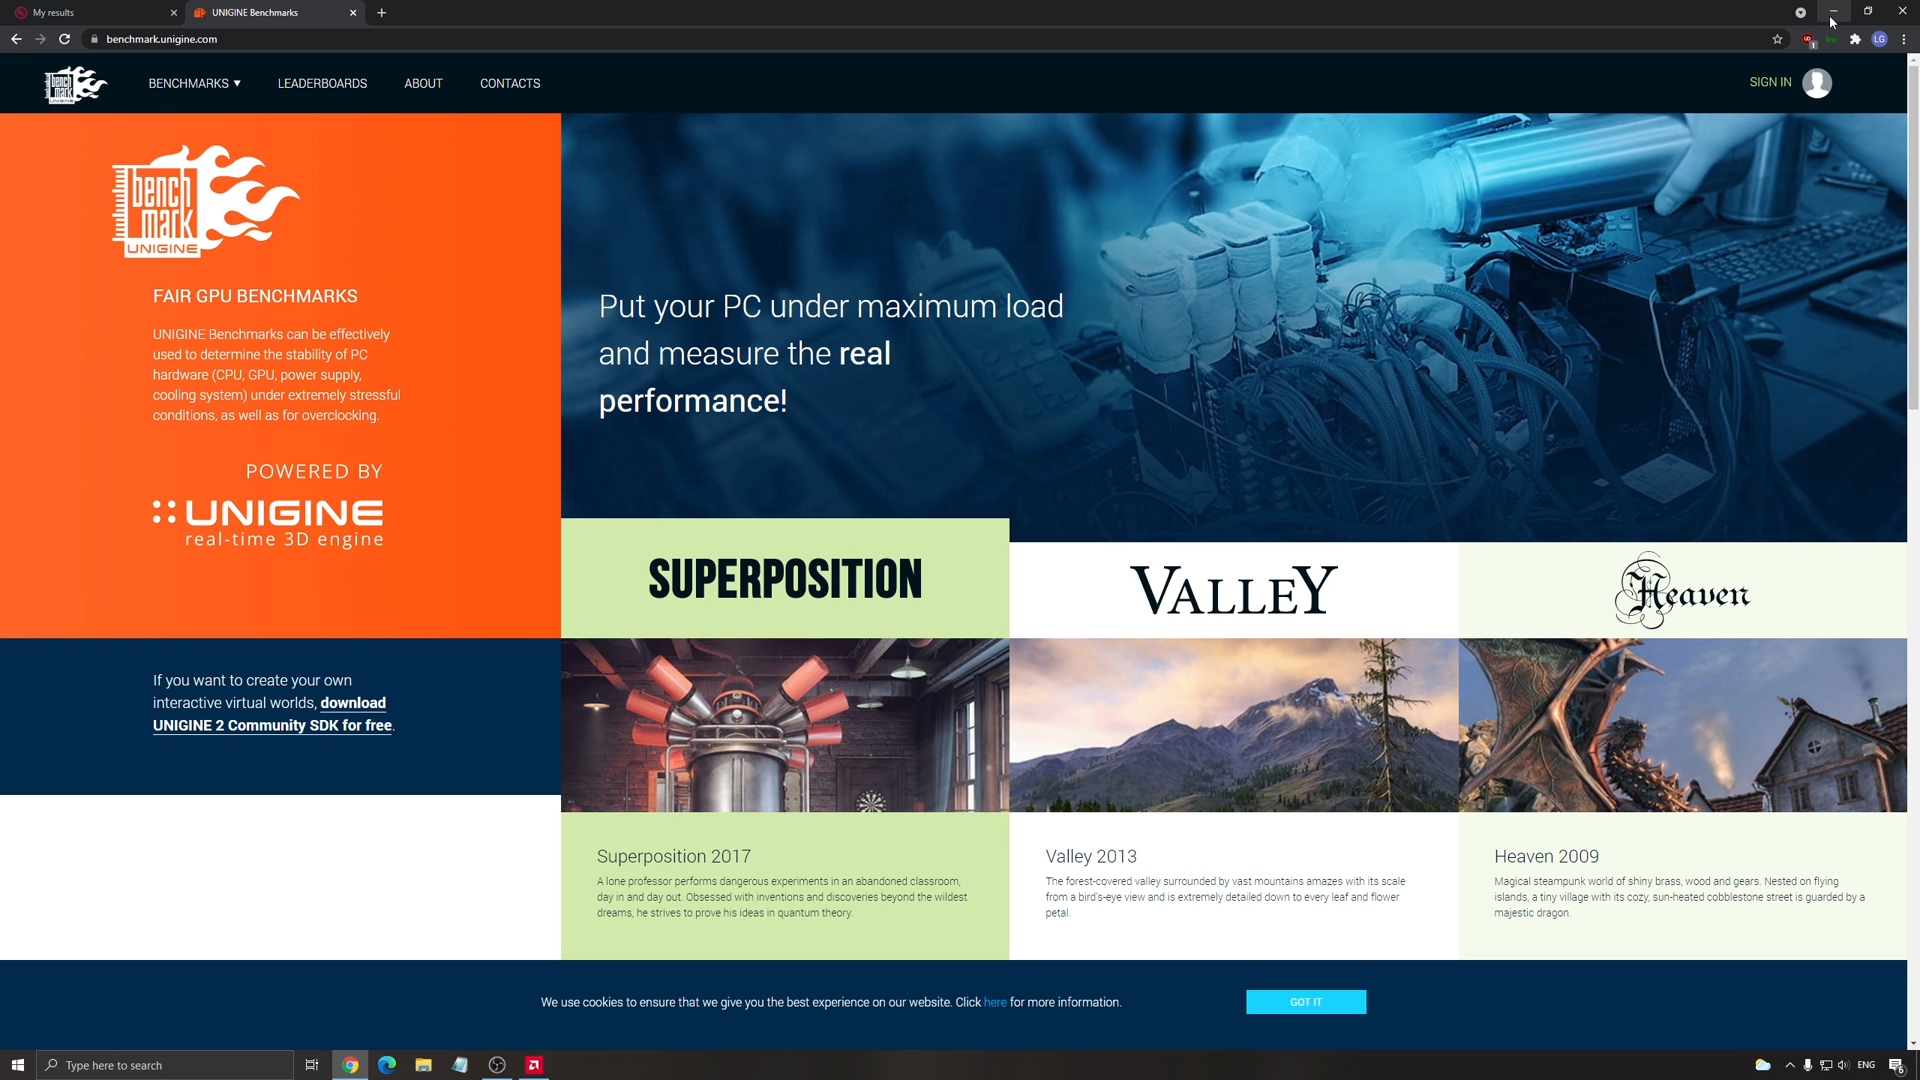 My results
UNIGINE Benchmarks
benchmark.unigine.com
LG
bench
mark
UNIGINE
BENCHMARKS ▼
LEADERBOARDS
ABOUT
CONTACTS
SIGN IN
bench
mark
UNIGINE
FAIR GPU BENCHMARKS
UNIGINE Benchmarks can be effectively
used to determine the stability of PC
hardware (CPU, GPU, power supply,
cooling system) under extremely stressful
conditions, as well as for overclocking.
POWERED BY
UNIGINE
real-time 3D engine
If you want to create your own
interactive virtual worlds, download
UNIGINE 2 Community SDK for free.
Put your PC under maximum load
and measure the real
performance!
SUPERPOSITION
VALLEY
Heaven
Superposition 2017
A lone professor performs dangerous experiments in an abandoned classroom,
day in and day out. Obsessed with inventions and discoveries beyond the wildest
dreams, he strives to prove his ideas in quantum theory.
Valley 2013
The forest-covered valley surrounded by vast mountains amazes with its scale
from a bird's-eye view and is extremely detailed down to every leaf and flower
petal.
Heaven 2009
Magical steampunk world of shiny brass, wood and gears. Nested on flying
islands, a tiny village with its cozy, sun-heated cobblestone street is guarded by a
majestic dragon.
We use cookies to ensure that we give you the best experience on our website. Click here for more information.
GOT IT
Type here to search
ENG